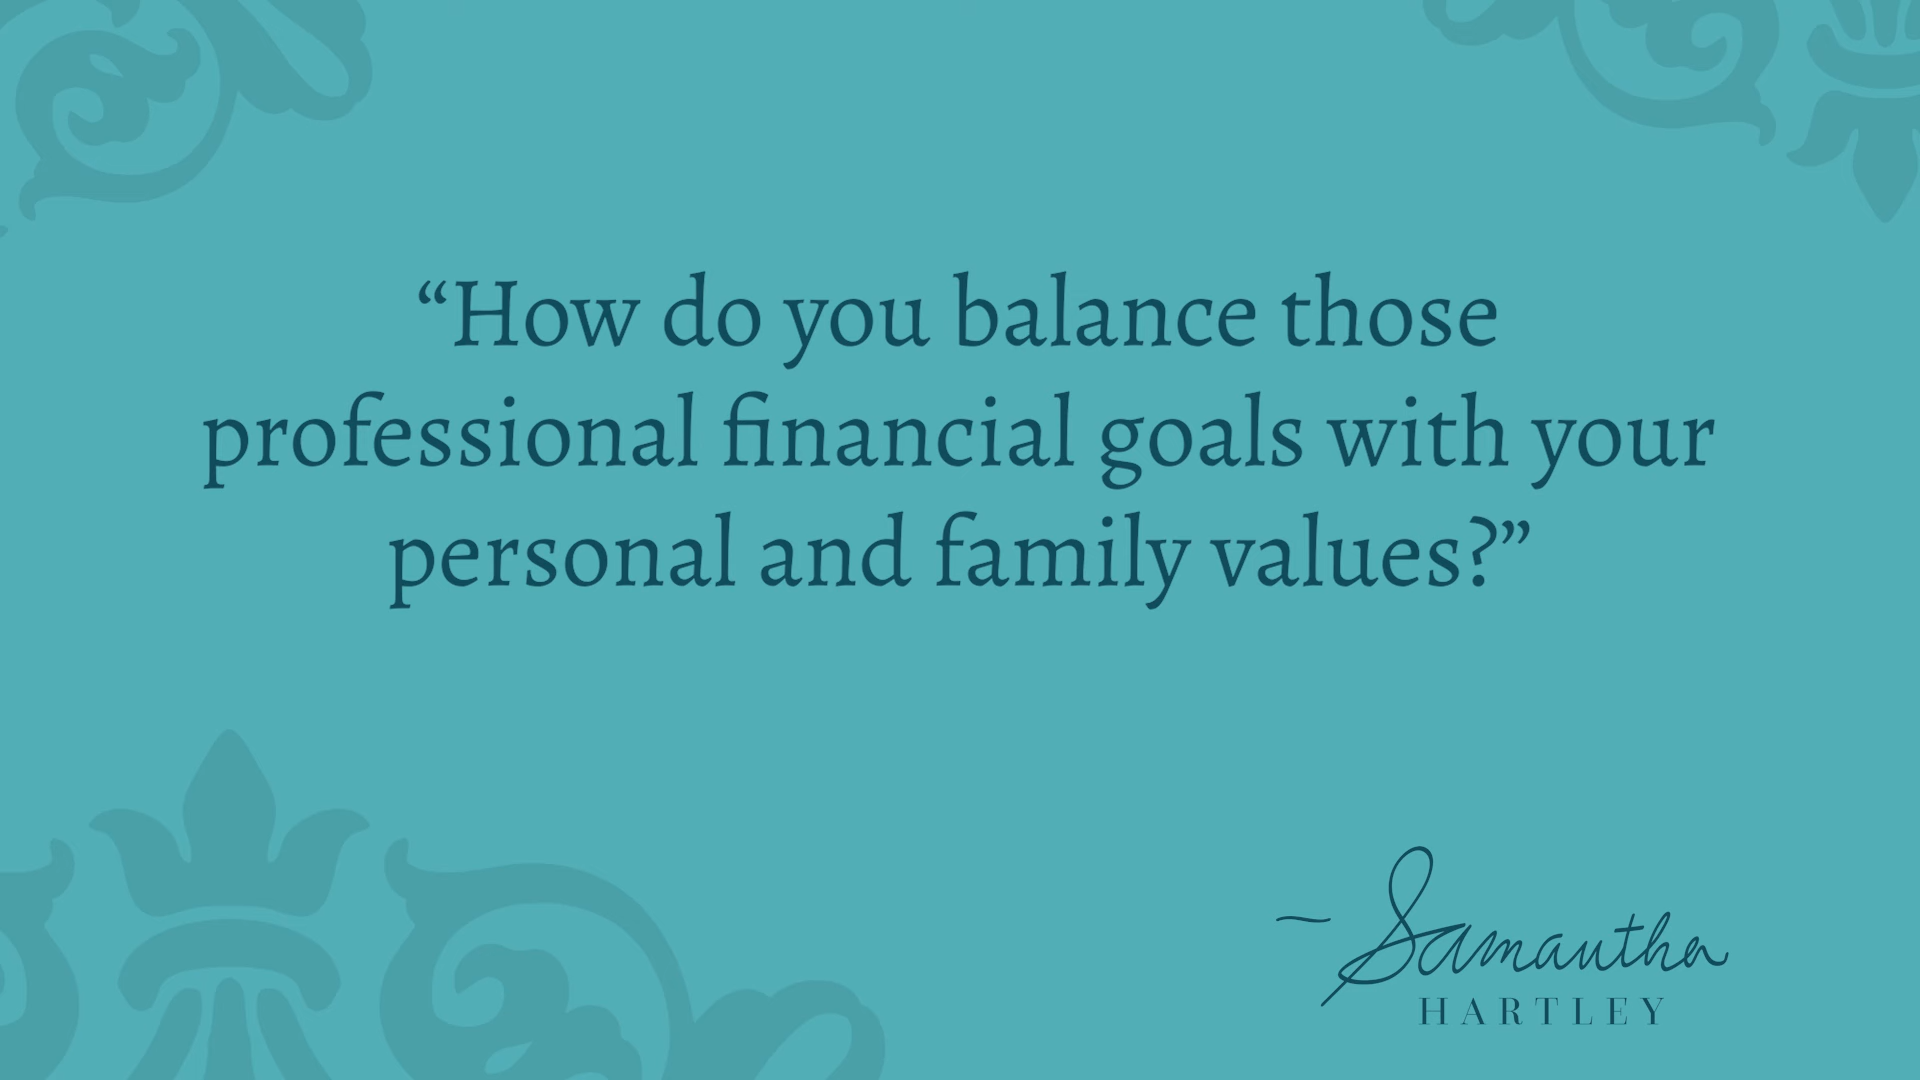 “How do you balance those
professional financial goals with your
personal and family values?”
~ Samantha
HARTLEY